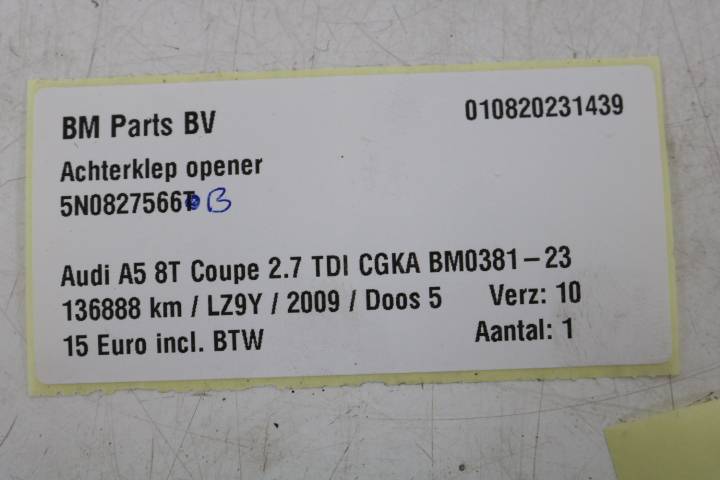 BM Parts BV 010820231439
Achterklep opener
5N0827566T B
Audi A5 8T Coupe 2.7 TDI CGKA BM0381-23
136888 km / LZ9Y / 2009 / Doos 5 Verz: 10
15 Euro incl. BTW Aantal: 1